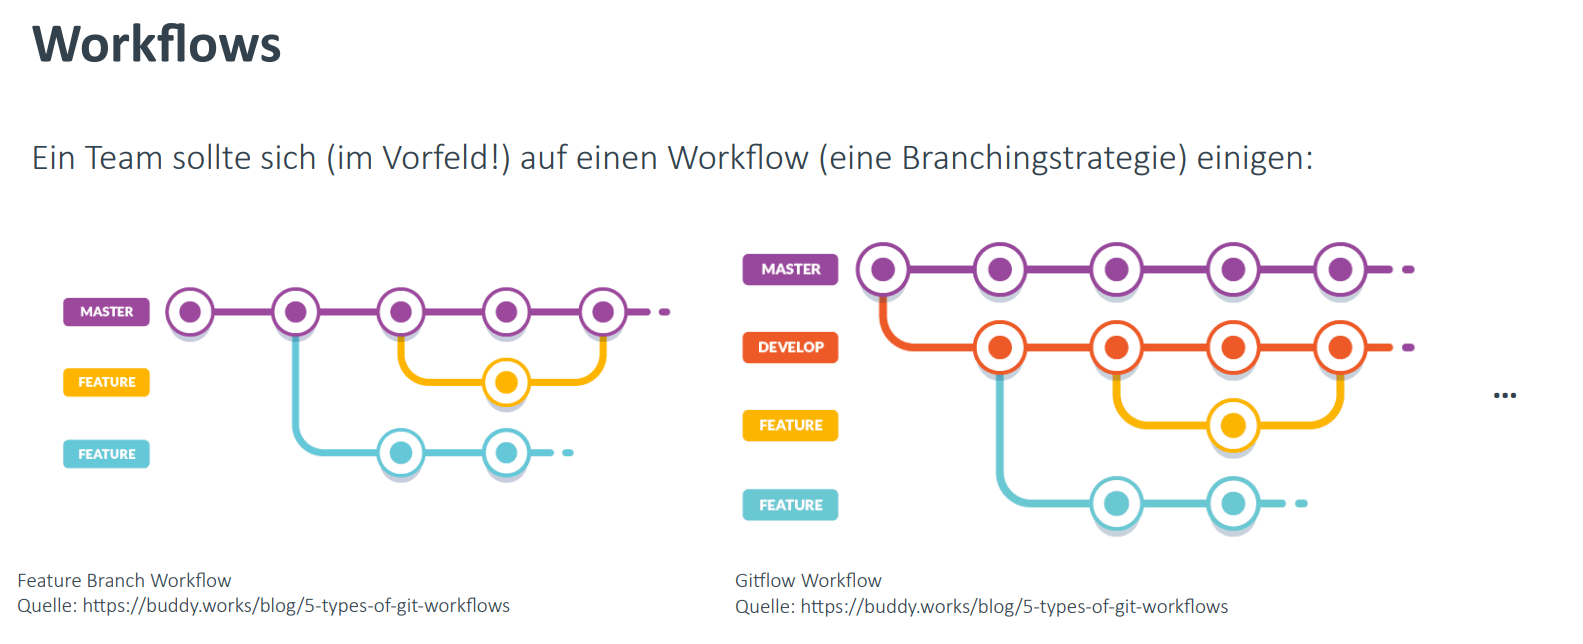 Workflows
Ein Team sollte sich (im Vorfeld!) auf einen Workflow (eine Branchingstrategie) einigen:
MASTER
FEATURE
FEATURE
Feature Branch Workflow
Quelle: https://buddy.works/blog/5-types-of-git-workflows
MASTER
DEVELOP
FEATURE
FEATURE
Gitflow Workflow
Quelle: https://buddy.works/blog/5-types-of-git-workflows
...